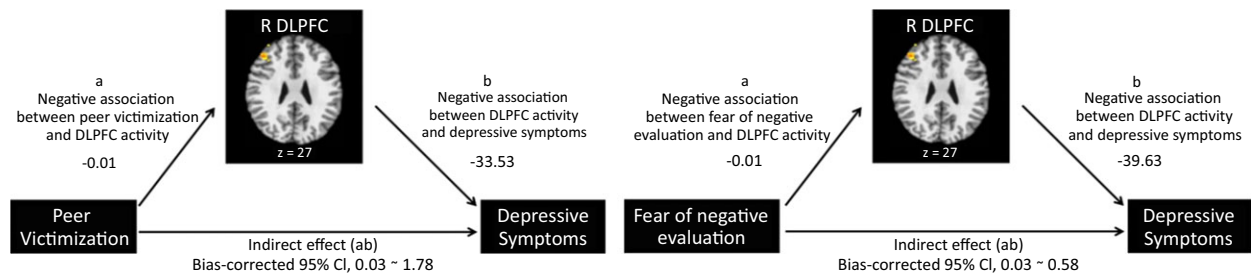 R DLPFC
a
Negative association
between peer victimization
and DLPFC activity
-0.01
z = 27
b
Negative association
between DLPFC activity
and depressive symptoms
-33.53
Peer
Victimization
Depressive
Symptoms
Indirect effect (ab)
Bias-corrected 95% CI, 0.03 ~ 1.78
R DLPFC
a
Negative association
between fear of negative
evaluation and DLPFC activity
-0.01
z = 27
b
Negative association
between DLPFC activity
and depressive symptoms
-39.63
Fear of negative
evaluation
Depressive
Symptoms
Indirect effect (ab)
Bias-corrected 95% CI, 0.03 ~ 0.58